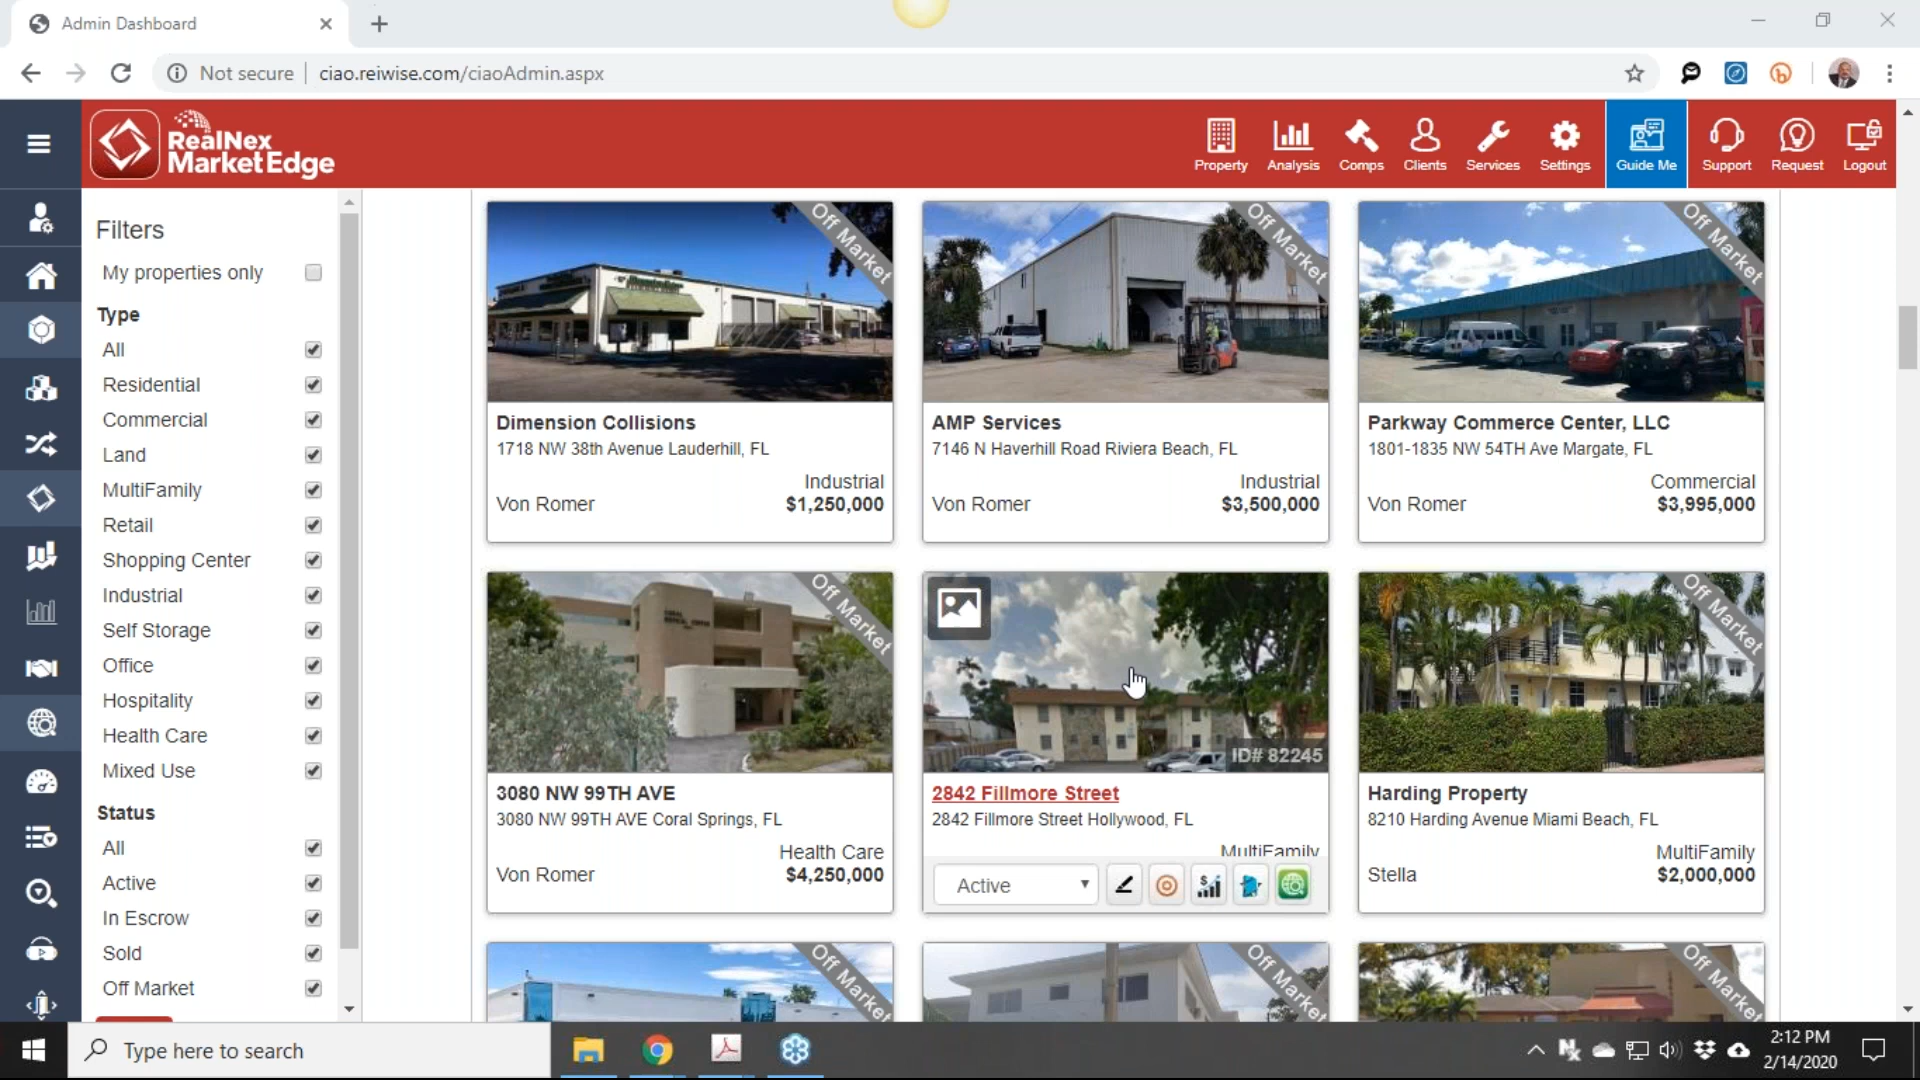 Admin Dashboard
Not secure
ciao.reiwise.com/ciaoAdmin.aspx
RealNex
MarketEdge
Property
Analysis
Comps
Clients
Services
Settings
Guide Me
Support
Request
Logout
Filters
My properties only
Type
All
Residential
Commercial
Land
MultiFamily
Retail
Shopping Center
Industrial
Self Storage
Office
Hospitality
Health Care
Mixed Use
Status
All
Active
In Escrow
Sold
Off Market
Off Market
Dimension Collisions
1718 NW 38th Avenue Lauderhill, FL
Industrial
Von Romer $1,250,000
Off Market
AMP Services
7146 N Haverhill Road Riviera Beach, FL
Industrial
Von Romer $3,500,000
Off Market
Parkway Commerce Center, LLC
1801-1835 NW 54TH Ave Margate, FL
Commercial
Von Romer $3,995,000
Off Market
3080 NW 99TH AVE
3080 NW 99TH AVE Coral Springs, FL
Health Care
Von Romer $4,250,000
ID# 82245
2842 Fillmore Street
2842 Fillmore Street Hollywood, FL
MultiFamily
Active
Off Market
Harding Property
8210 Harding Avenue Miami Beach, FL
MultiFamily
Stella $2,000,000
Off Market
Off Market
Off Market
Type here to search
2:12 PM
2/14/2020